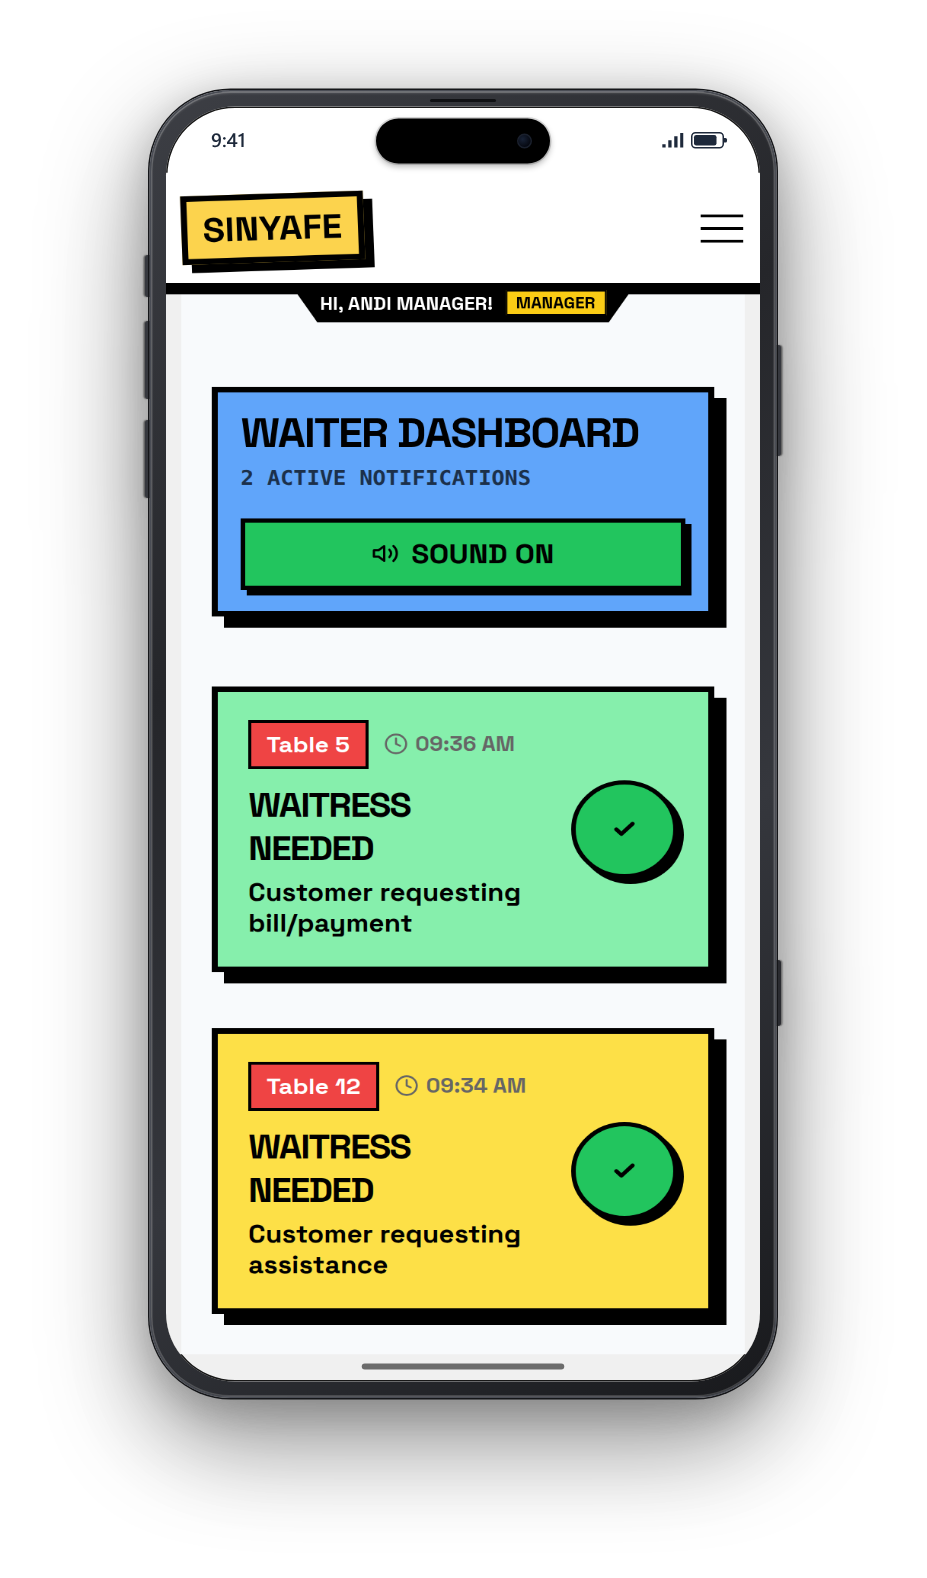 9:41
SINYAFE
HI, ANDI MANAGER! MANAGER
WAITER DASHBOARD
2 ACTIVE NOTIFICATIONS
SOUND ON
Table 5 09:36 AM
WAITRESS
NEEDED
Customer requesting
bill/payment
Table 12 09:34 AM
WAITRESS
NEEDED
Customer requesting
assistance